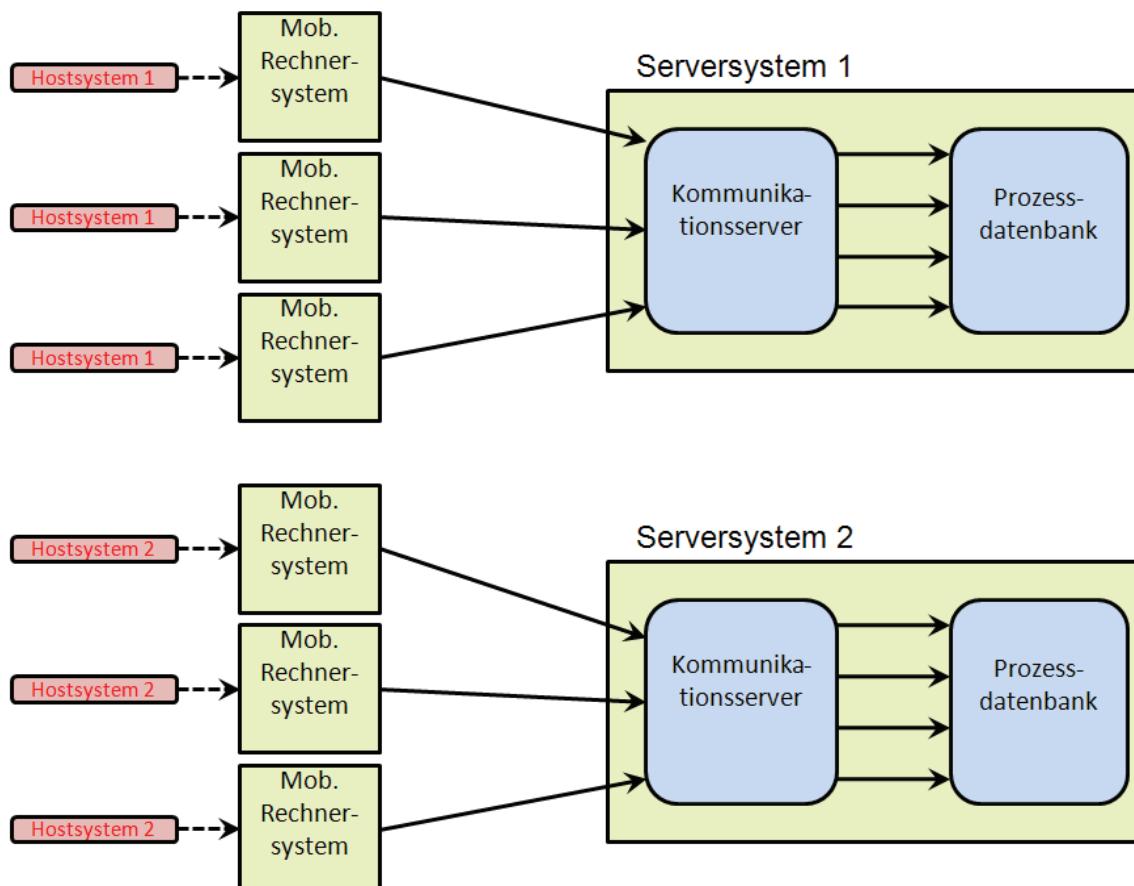 Mob.
Rechner-
system
Hostsystem 1
Mob.
Rechner-
system
Hostsystem 1
Mob.
Rechner-
system
Hostsystem 1
Serversystem 1
Kommunika-
tionsserver
Prozess-
datenbank
Mob.
Rechner-
system
Hostsystem 2
Mob.
Rechner-
system
Hostsystem 2
Mob.
Rechner-
system
Hostsystem 2
Serversystem 2
Kommunika-
tionsserver
Prozess-
datenbank